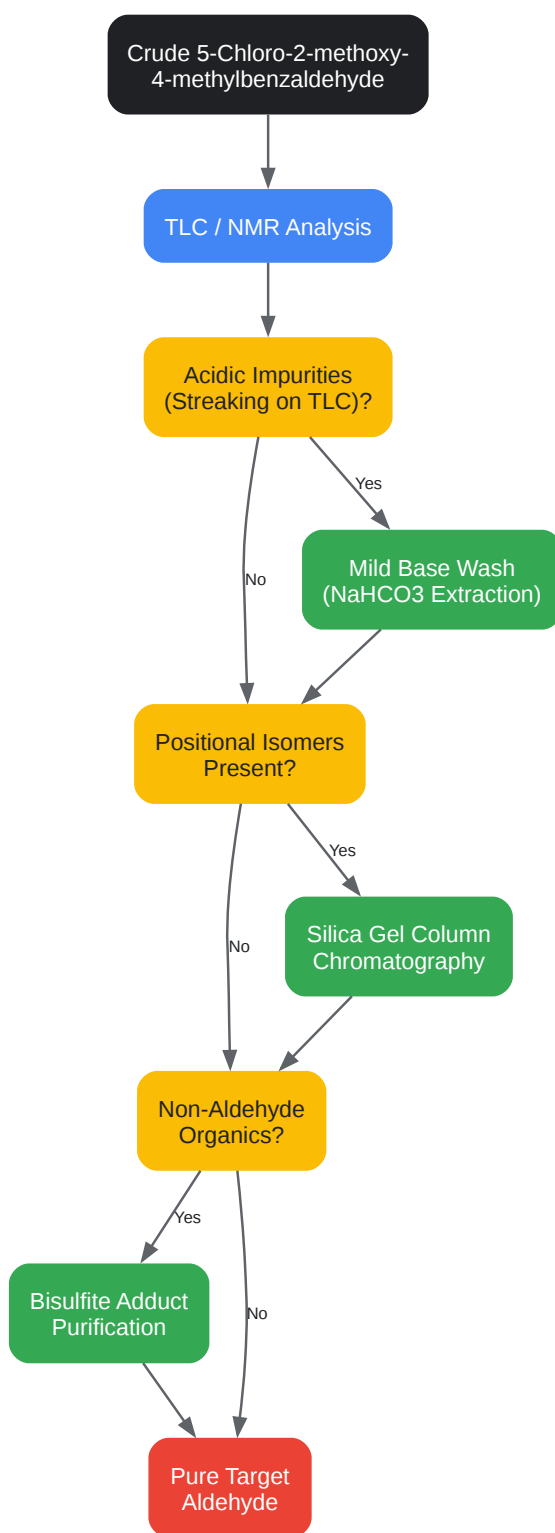 Crude 5-Chloro-2-methoxy-
4-methylbenzaldehyde
TLC / NMR Analysis
Acidic Impurities
(Streaking on TLC)?
Yes
Mild Base Wash
(NaHCO3 Extraction)
No
Positional Isomers
Present?
Yes
Silica Gel Column
Chromatography
No
Non-Aldehyde
Organics?
Yes
Bisulfite Adduct
Purification
No
Pure Target
Aldehyde